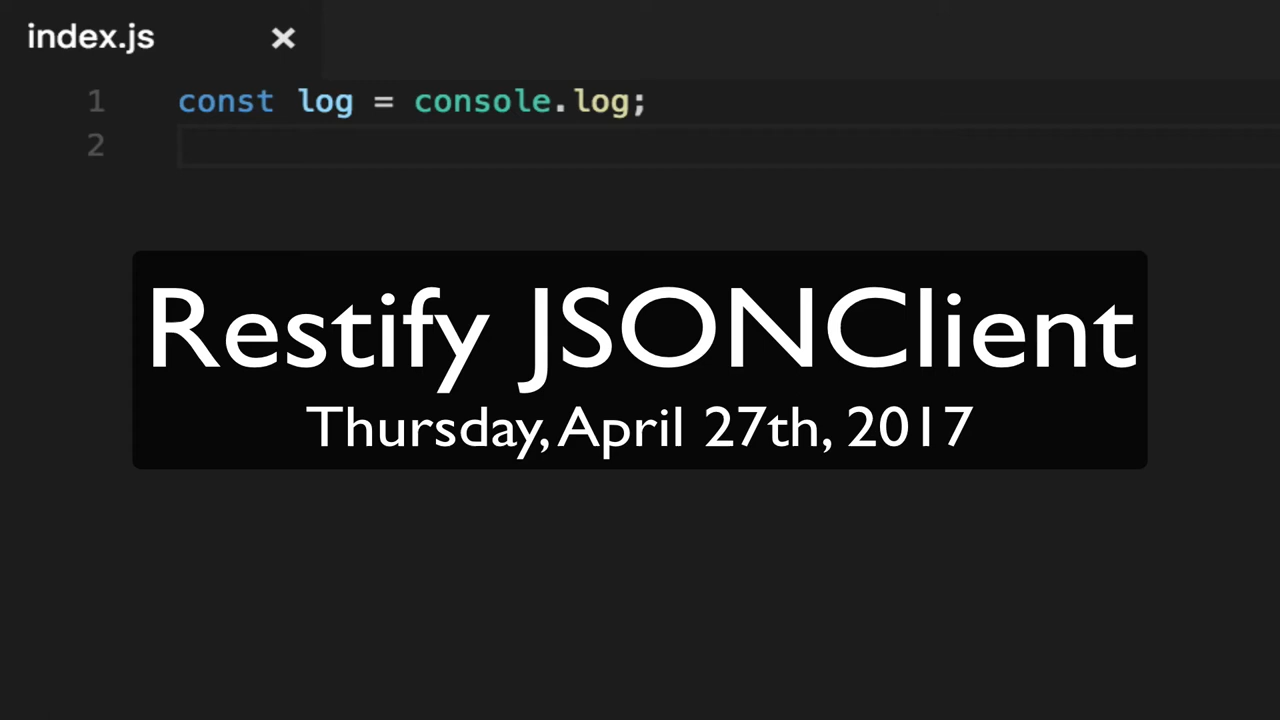 index.js ×
1 const log = console.log;
2
Restify JSONClient
Thursday, April 27th, 2017